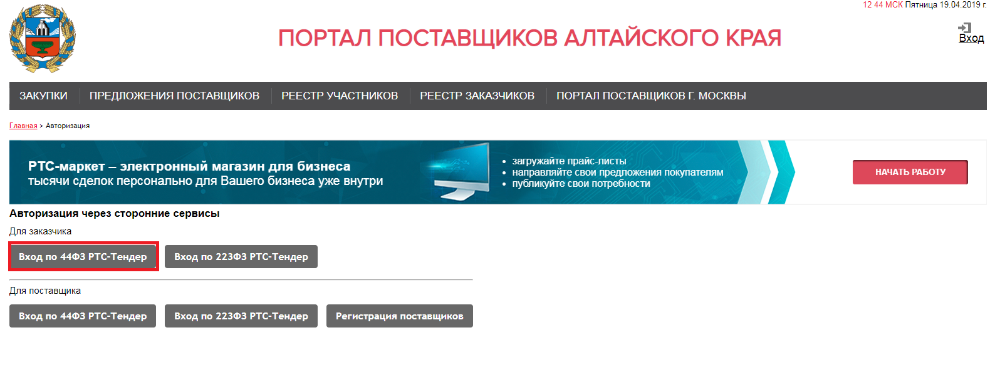 12 44 МСК Пятница 19.04.2019 г.
ПОРТАЛ ПОСТАВЩИКОВ АЛТАЙСКОГО КРАЯ
Вход
ЗАКУПКИ ПРЕДЛОЖЕНИЯ ПОСТАВЩИКОВ РЕЕСТР УЧАСТНИКОВ РЕЕСТР ЗАКАЗЧИКОВ ПОРТАЛ ПОСТАВЩИКОВ Г. МОСКВЫ
Главная > Авторизация
РТС-маркет – электронный магазин для бизнеса
тысячи сделок персонально для Вашего бизнеса уже внутри
• загружайте прайс-листы
• направляйте свои предложения покупателям
• публикуйте свои потребности
НАЧАТЬ РАБОТУ
Авторизация через сторонние сервисы
Для заказчика
Вход по 44ФЗ РТС-Тендер Вход по 223ФЗ РТС-Тендер
Для поставщика
Вход по 44ФЗ РТС-Тендер Вход по 223ФЗ РТС-Тендер Регистрация поставщиков